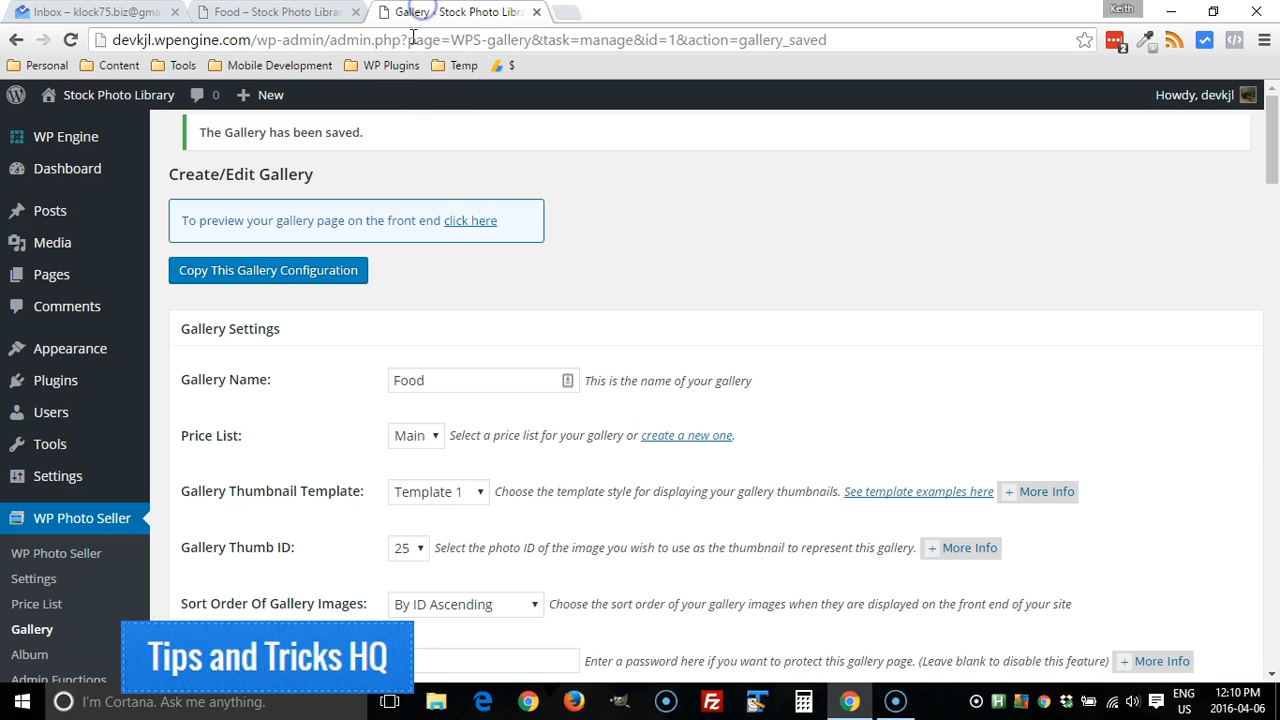 Keith
Inbox – klock75.biz@gma
Food – Stock Photo Libra
Gallery ‹ Stock Photo Libra
devkjl.wpengine.com/wp-admin/admin.php?page=WPS-gallery&task=manage&id=1&action=gallery_saved
2
Personal Content Tools Mobile Development WP Plugins Temp $
Stock Photo Library 0 New Howdy, devkjl
WP Engine
Dashboard
Posts
Media
Pages
Comments
Appearance
Plugins
Users
Tools
Settings
WP Photo Seller
WP Photo Seller
Settings
Price List
Gallery
Album
Admin Functions
The Gallery has been saved.
Create/Edit Gallery
To preview your gallery page on the front end click here
Copy This Gallery Configuration
Gallery Settings
Gallery Name: Food This is the name of your gallery
Price List: Main Select a price list for your gallery or create a new one.
Gallery Thumbnail Template: Template 1 Choose the template style for displaying your gallery thumbnails. See template examples here + More Info
Gallery Thumb ID: 25 Select the photo ID of the image you wish to use as the thumbnail to represent this gallery. + More Info
Sort Order Of Gallery Images: By ID Ascending Choose the sort order of your gallery images when they are displayed on the front end of your site
Enter a password here if you want to protect this gallery page. (Leave blank to disable this feature) + More Info
Tips and Tricks HQ
I'm Cortana. Ask me anything.
ENG 12:10 PM
US 2016-04-06